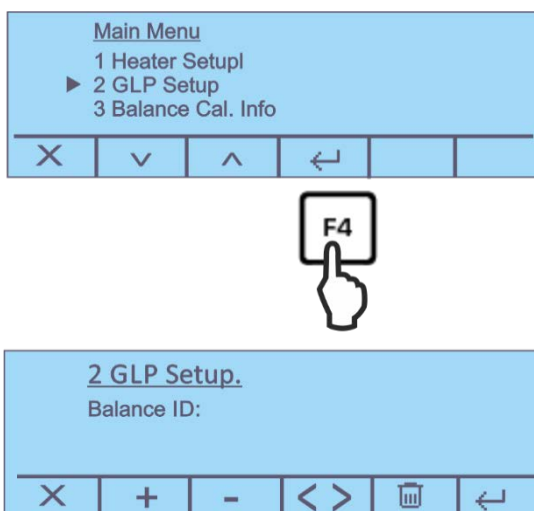 Main Menu
1 Heater Setupl
▶ 2 GLP Setup
3 Balance Cal. Info
F4
2 GLP Setup.
Balance ID:
X + - < >